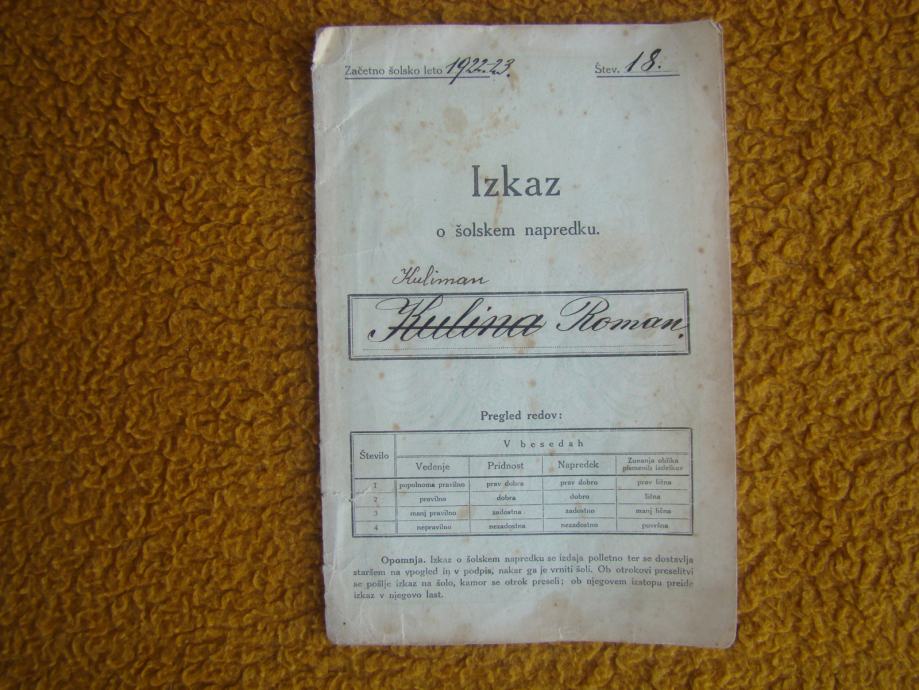 Začetno šolsko leto 1922-23. Štev. 18.
Izkaz
o šolskem napredku.
Kuliman
Kulina Roman.
Pregled redov:
Število V besedah
Vedenje Pridnost Napredek Zunanja oblika pismenih izdelkov
1 popolnoma pravilno prav dobra prav dobro prav lična
2 pravilno dobra dobro lična
3 manj pravilno zadostna zadostno manj lična
4 nepravilno nezadostna nezadostno površna
Opomnja. Izkaz o šolskem napredku se izdaja polletno ter se dostavlja
staršem na vpogled in v podpis, nakar ga je vrniti šoli. Ob otrokovi preselitvi
se pošlje izkaz na šolo, kamor se otrok preseli; ob njegovem izstopu preide
izkaz v njegovo last.